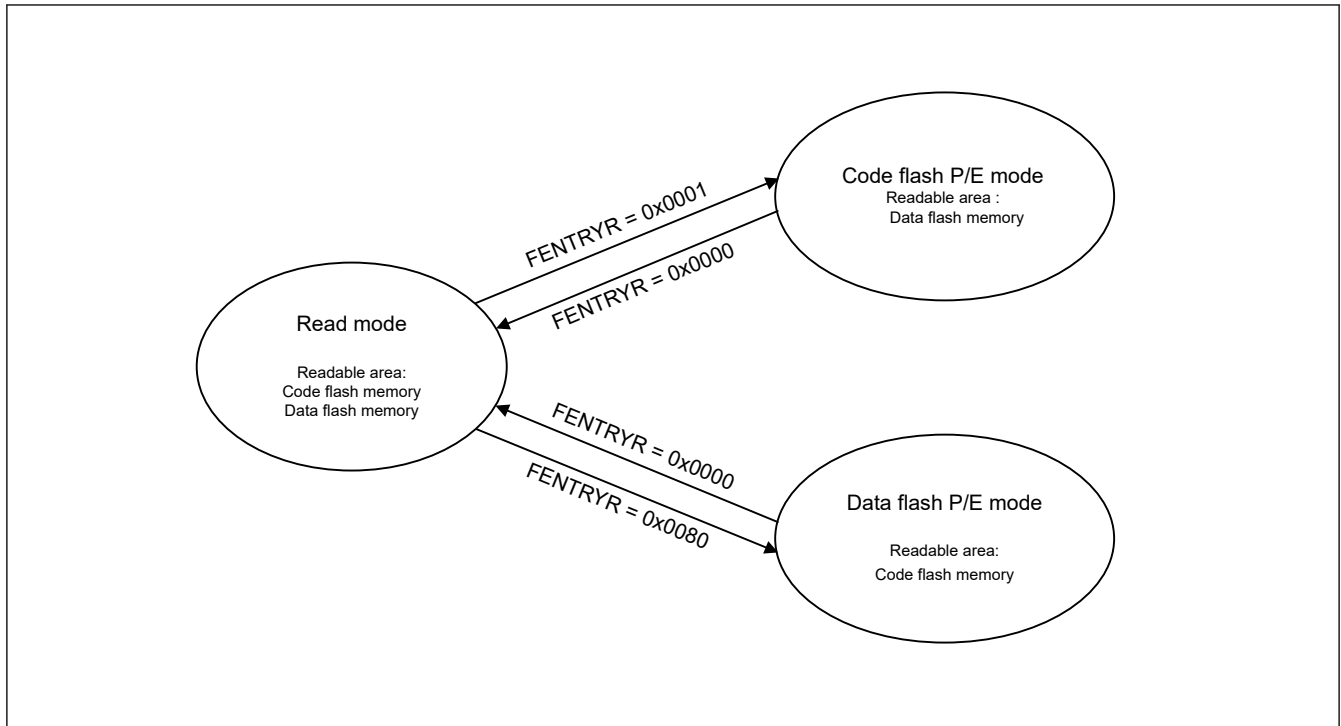 Code flash P/E mode
Readable area :
Data flash memory
FENTRYR = 0x0001
FENTRYR = 0x0000
Read mode
Readable area:
Code flash memory
Data flash memory
FENTRYR = 0x0000
FENTRYR = 0x0080
Data flash P/E mode
Readable area:
Code flash memory